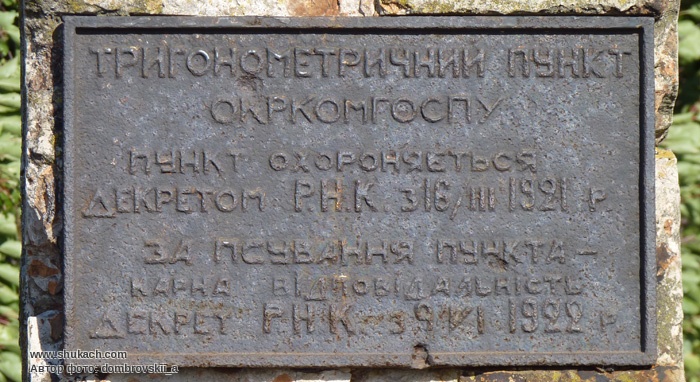 ТРИГОНОМЕТРИЧНИЙ ПУНКТ
ОКРКОМГОСПУ
ПУНКТ ОХОРОНЯЕТЬСЯ
ДЕКРЕТОМ Р.Н.К. з 18/III 1921 р.
ЗА ПСУВАННЯ ПУНКТА –
КАРНА ВІДПОВІДАЛЬНІСТЬ
ДЕКРЕТ Р.Н.К. – з 9/VI 1922 р.
www.shukach.com
Автор фото: dombrovskii_a